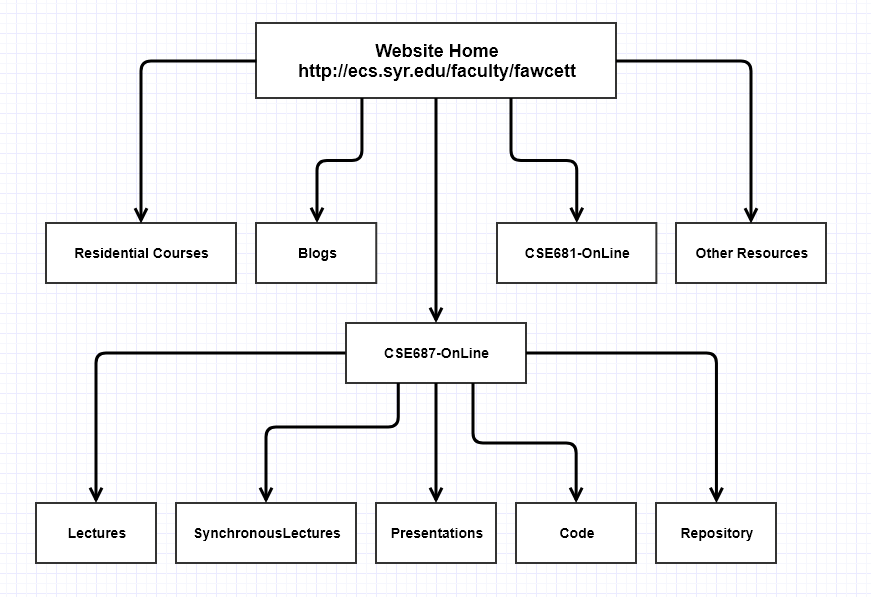 Website Home
http://ecs.syr.edu/faculty/fawcett
Residential Courses
Blogs
CSE681-OnLine
Other Resources
CSE687-OnLine
Lectures
SynchronousLectures
Presentations
Code
Repository